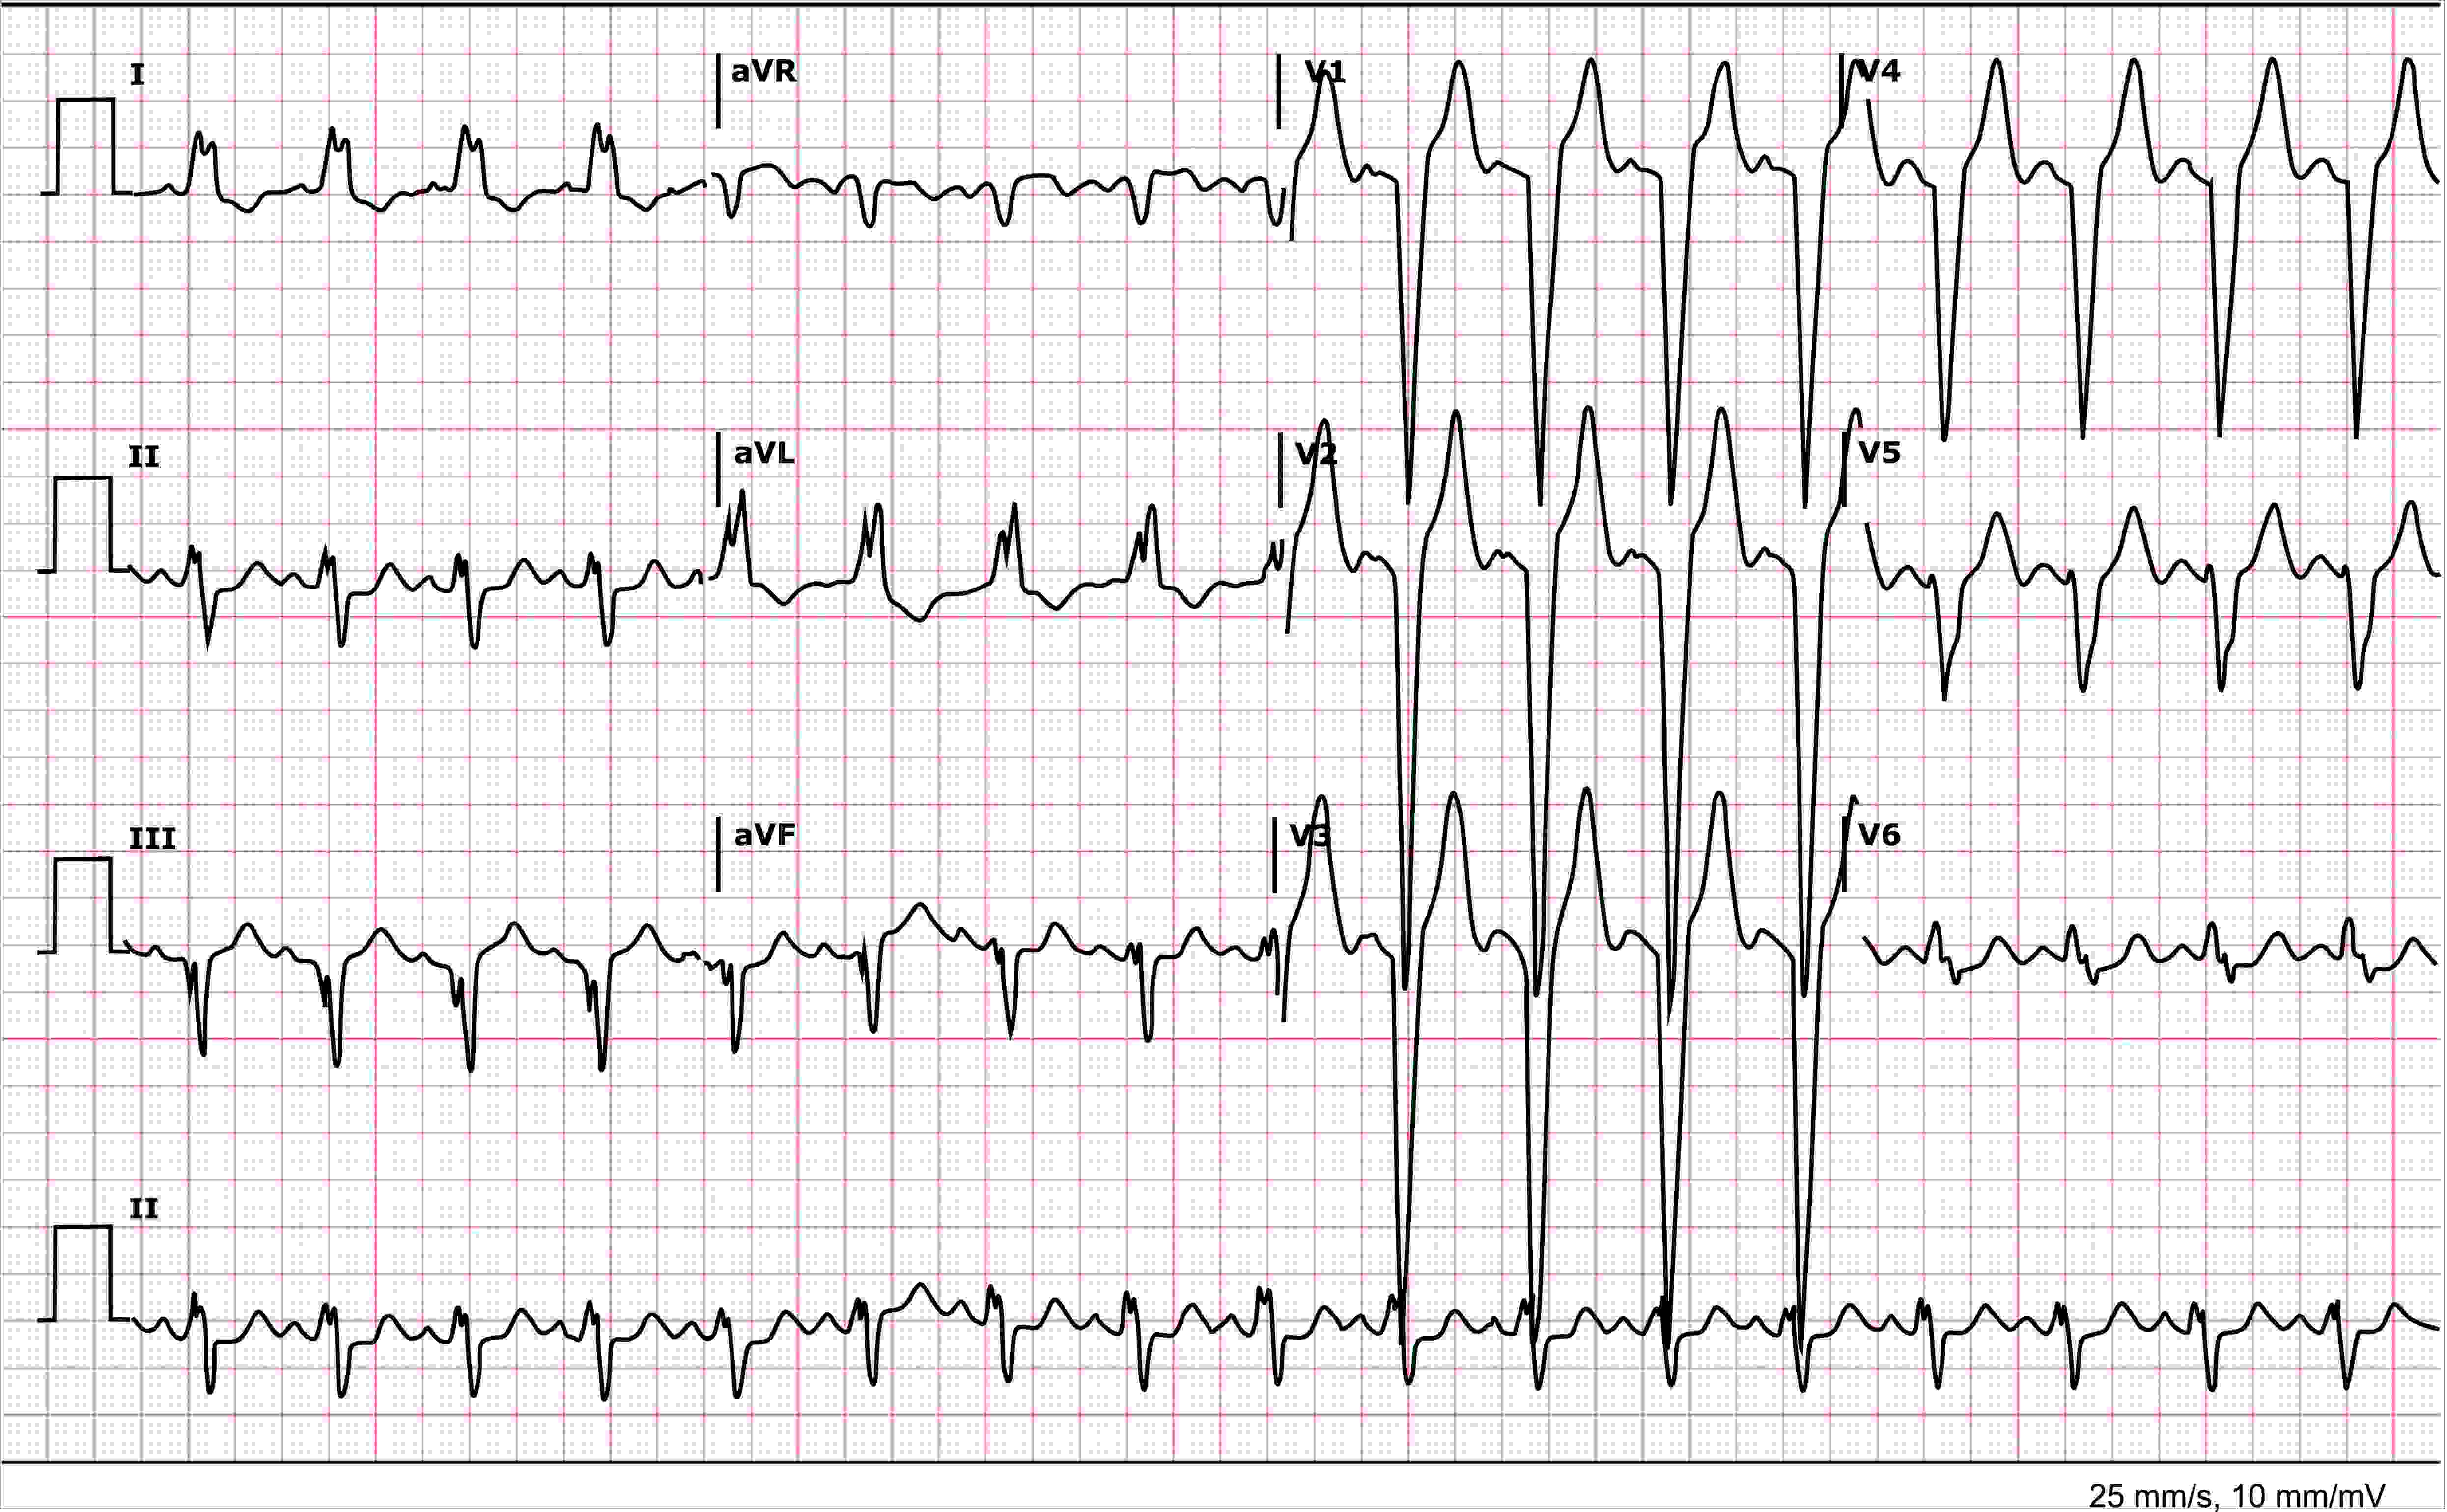 I aVR V1 V4
II aVL V2 V5
III aVF V3 V6
II
25 mm/s, 10 mm/mV